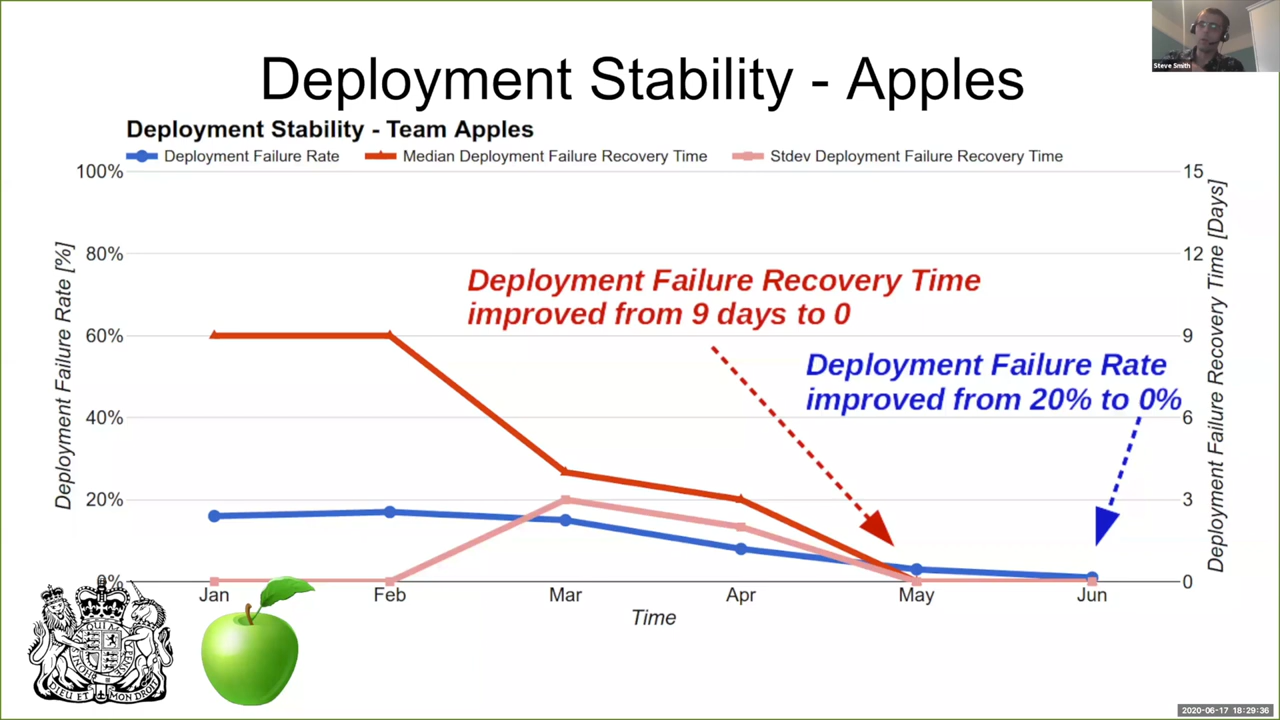 Steve Smith
Deployment Stability - Apples
Deployment Stability - Team Apples
Deployment Failure Rate
Median Deployment Failure Recovery Time
Stdev Deployment Failure Recovery Time
100%
80%
60%
40%
20%
0%
Deployment Failure Rate [%]
15
12
9
6
3
0
Deployment Failure Recovery Time [Days]
Deployment Failure Recovery Time
improved from 9 days to 0
Deployment Failure Rate
improved from 20% to 0%
Jan
Feb
Mar
Apr
May
Jun
Time
DIEU ET MON DROIT
2020-06-17 18:29:36